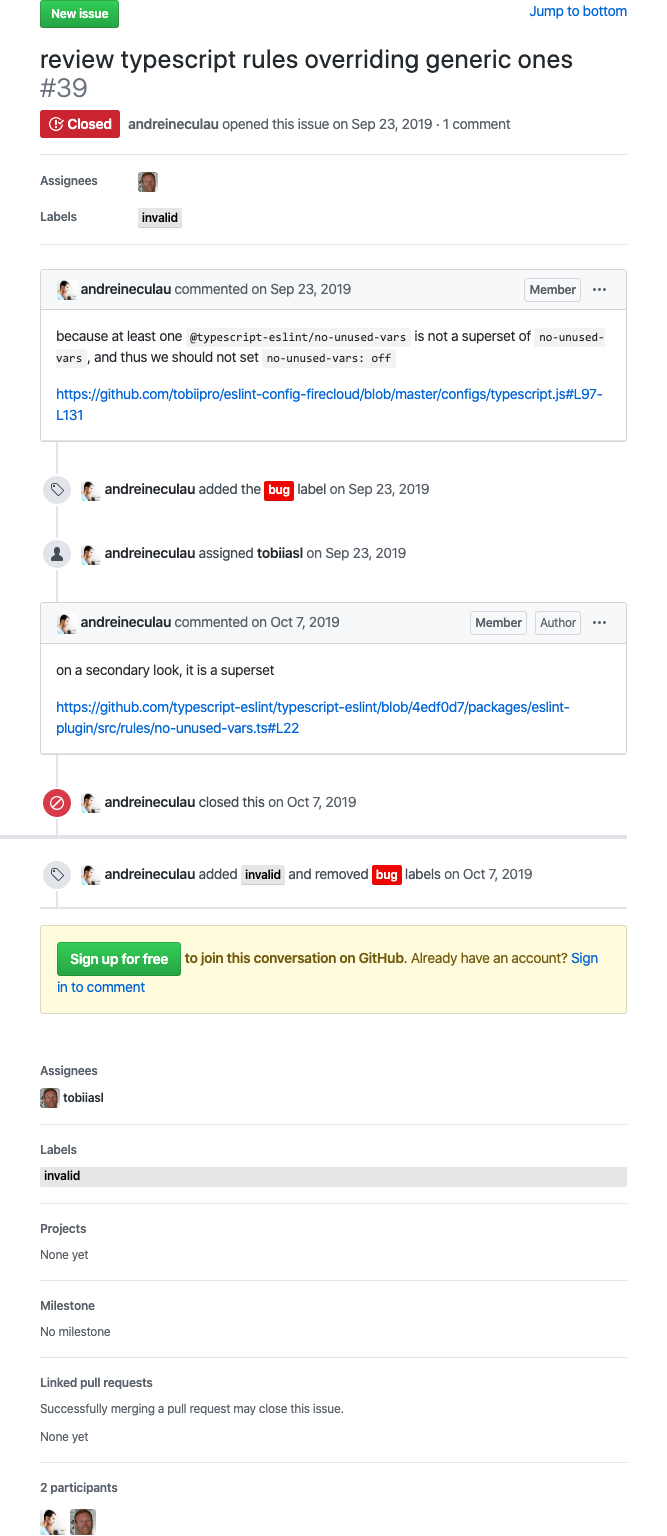 New issue
Jump to bottom
review typescript rules overriding generic ones
#39
Closed andreineculau opened this issue on Sep 23, 2019 · 1 comment
Assignees
Labels invalid
andreineculau commented on Sep 23, 2019 Member ···
because at least one @typescript-eslint/no-unused-vars is not a superset of no-unused-
vars , and thus we should not set no-unused-vars: off
https://github.com/tobiipro/eslint-config-firecloud/blob/master/configs/typescript.js#L97-
L131
andreineculau added the bug label on Sep 23, 2019
andreineculau assigned tobiiasl on Sep 23, 2019
andreineculau commented on Oct 7, 2019 Member Author ···
on a secondary look, it is a superset
https://github.com/typescript-eslint/typescript-eslint/blob/4edf0d7/packages/eslint-
plugin/src/rules/no-unused-vars.ts#L22
andreineculau closed this on Oct 7, 2019
andreineculau added invalid and removed bug labels on Oct 7, 2019
Sign up for free to join this conversation on GitHub. Already have an account? Sign
in to comment
Assignees
tobiiasl
Labels
invalid
Projects
None yet
Milestone
No milestone
Linked pull requests
Successfully merging a pull request may close this issue.
None yet
2 participants